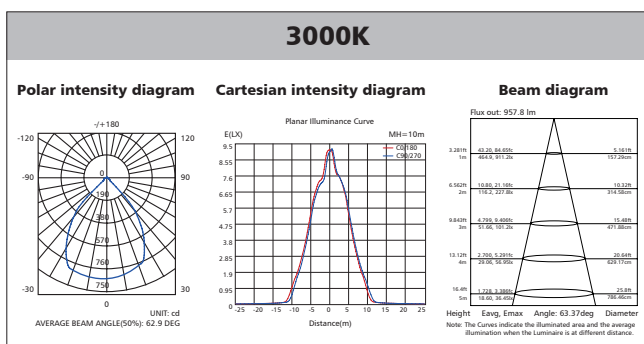 3000K
Polar intensity diagram
-/+180
-120
120
-90
90
0
190
380
570
760
750
-30
30
0
UNIT: cd
AVERAGE BEAM ANGLE(50%): 62.9 DEG
Cartesian intensity diagram
Planar Illuminance Curve
E(LX)
MH=10m
C0/180
C90/270
9.5
8.55
7.6
6.65
5.7
4.75
3.8
2.85
1.9
0.95
0
-25 -20 -15 -10 -5 0 5 10 15 20 25
Distance(m)
Beam diagram
Flux out: 957.8 lm
3.281ft 43.20, 84.65fc 5.161ft
1m 464.9, 911.2lx 157.29cm
6.562ft 10.80, 21.16fc 10.32ft
2m 116.2, 227.8lx 314.58cm
9.843ft 4.799, 9.406fc 15.48ft
3m 51.66, 101.2lx 471.88cm
13.12ft 2.700, 5.291fc 20.64ft
4m 29.06, 56.95lx 629.17cm
16.4ft 1.728, 3.386fc 25.8ft
5m 18.60, 36.45lx 786.46cm
Height Eavg, Emax Angle: 63.37deg Diameter
Note: The Curves indicate the illuminated area and the average
illumination when the Luminaire is at different distance.